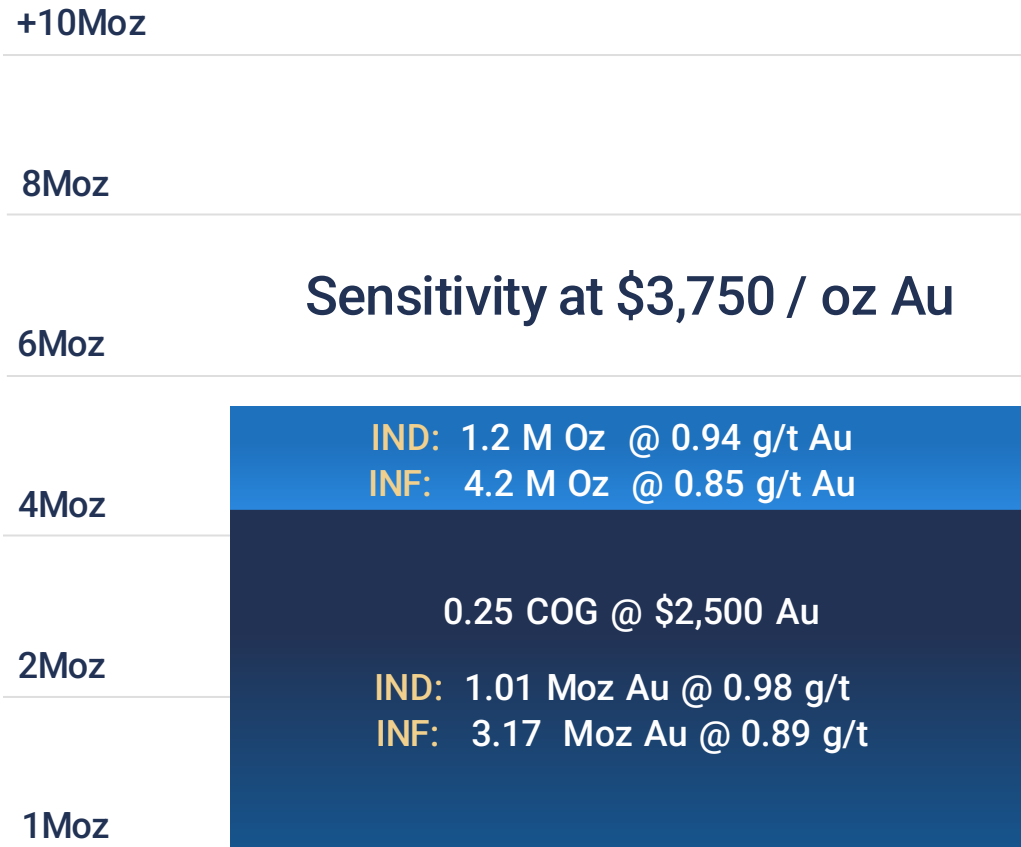 +10Moz
8Moz
Sensitivity at $3,750 / oz Au
6Moz
IND: 1.2 M Oz @ 0.94 g/t Au
INF: 4.2 M Oz @ 0.85 g/t Au
4Moz
0.25 COG @ $2,500 Au
2Moz
IND: 1.01 Moz Au @ 0.98 g/t
INF: 3.17 Moz Au @ 0.89 g/t
1Moz